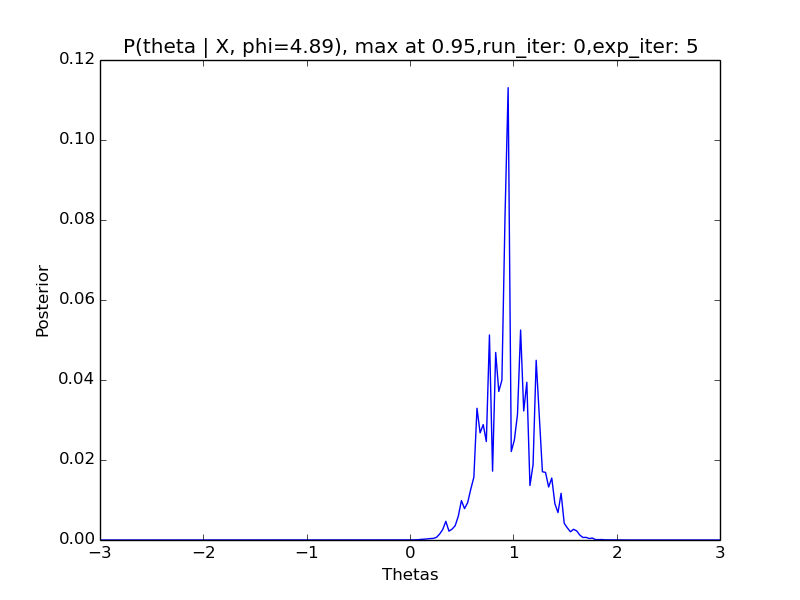 P(theta | X, phi=4.89), max at 0.95,run_iter: 0,exp_iter: 5
0.12
0.10
0.08
0.06
0.04
0.02
0.00
Posterior
−3 −2 −1 0 1 2 3
Thetas